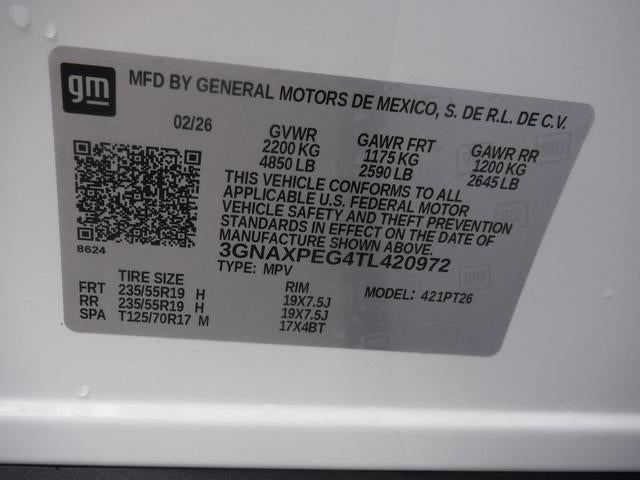 gm
MFD BY GENERAL MOTORS DE MEXICO, S. DE R.L. DE C.V.
02/26 GVWR GAWR FRT GAWR RR
2200 KG 1175 KG 1200 KG
4850 LB 2590 LB 2645 LB
THIS VEHICLE CONFORMS TO ALL
APPLICABLE U.S. FEDERAL MOTOR
VEHICLE SAFETY AND THEFT PREVENTION
STANDARDS IN EFFECT ON THE DATE OF
MANUFACTURE SHOWN ABOVE.
8624
3GNAXPEG4TL420972
TYPE: MPV
TIRE SIZE RIM MODEL: 421PT26
FRT 235/55R19 H 19X7.5J
RR 235/55R19 H 19X7.5J
SPA T125/70R17 M 17X4BT